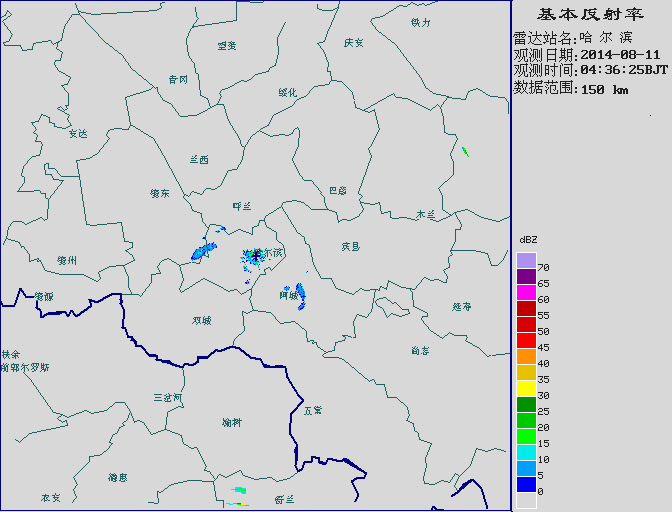 基本反射率
雷达站名:哈 尔 滨
观测日期:2014-08-11
观测时间:04:36:25BJT
数据范围:150 km
铁力
庆安
望奎
青冈
绥化
安达
兰西
肇东
巴彦
呼兰
木兰
宾县
哈尔滨
肇州
dBZ
70
65
60
55
50
45
40
35
30
25
20
15
10
5
0
肇源
阿城
延寿
双城
尚志
扶余
前郭尔罗斯
三岔河
榆树
五常
德惠
农安
舒兰